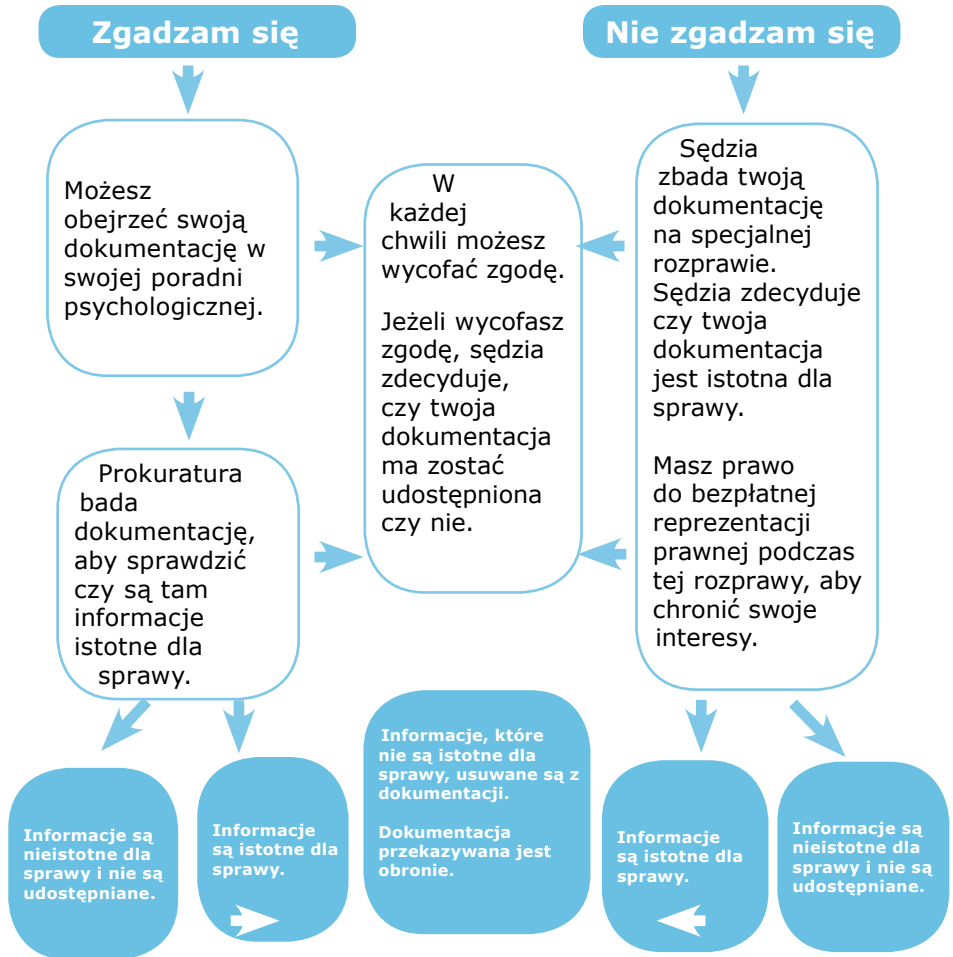 Zgadzam się
Nie zgadzam się
Możesz
obejrzeć swoją
dokumentację w
swojej poradni
psychologicznej.
W
każdej
chwili możesz
wycofać zgodę.
Jeżeli wycofasz
zgodę, sędzia
zdecyduje,
czy twoja
dokumentacja
ma zostać
udostępniona
czy nie.
Sędzia
zbada twoją
dokumentację
na specjalnej
rozprawie.
Sędzia zdecyduje
czy twoja
dokumentacja
jest istotna dla
sprawy.
Masz prawo
do bezpłatnej
reprezentacji
prawnej podczas
tej rozprawy, aby
chronić swoje
interesy.
Prokuratura
bada
dokumentację,
aby sprawdzić
czy są tam
informacje
istotne dla
sprawy.
Informacje są
nieistotne dla
sprawy i nie są
udostępniane.
Informacje
są istotne dla
sprawy.
Informacje, które
nie są istotne dla
sprawy, usuwane są z
dokumentacji.
Dokumentacja
przekazywana jest
obronie.
Informacje
są istotne dla
sprawy.
Informacje są
nieistotne dla
sprawy i nie są
udostępniane.